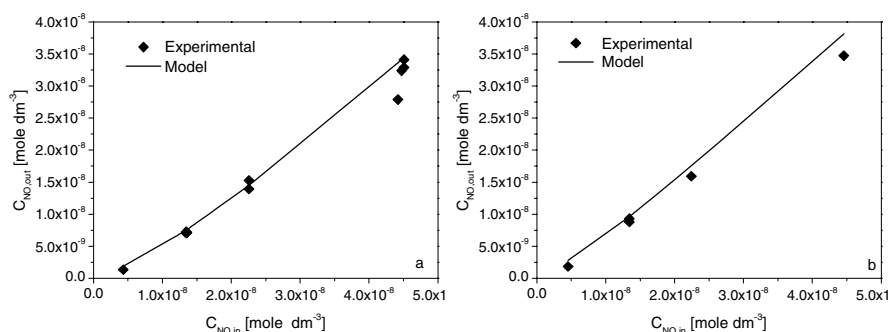 4.0x10⁻⁸
3.5x10⁻⁸
3.0x10⁻⁸
2.5x10⁻⁸
2.0x10⁻⁸
1.5x10⁻⁸
1.0x10⁻⁸
5.0x10⁻⁹
0.0
C_NO,out [mole dm⁻³]
Experimental
Model
a
0.0 1.0x10⁻⁸ 2.0x10⁻⁸ 3.0x10⁻⁸ 4.0x10⁻⁸ 5.0x1
C_NO,in [mole dm⁻³]
4.0x10⁻⁸
3.5x10⁻⁸
3.0x10⁻⁸
2.5x10⁻⁸
2.0x10⁻⁸
1.5x10⁻⁸
1.0x10⁻⁸
5.0x10⁻⁹
0.0
C_NO,out [mole dm⁻³]
Experimental
Model
b
0.0 1.0x10⁻⁸ 2.0x10⁻⁸ 3.0x10⁻⁸ 4.0x10⁻⁸ 5.0x1
C_NO,in [mole dm⁻³]